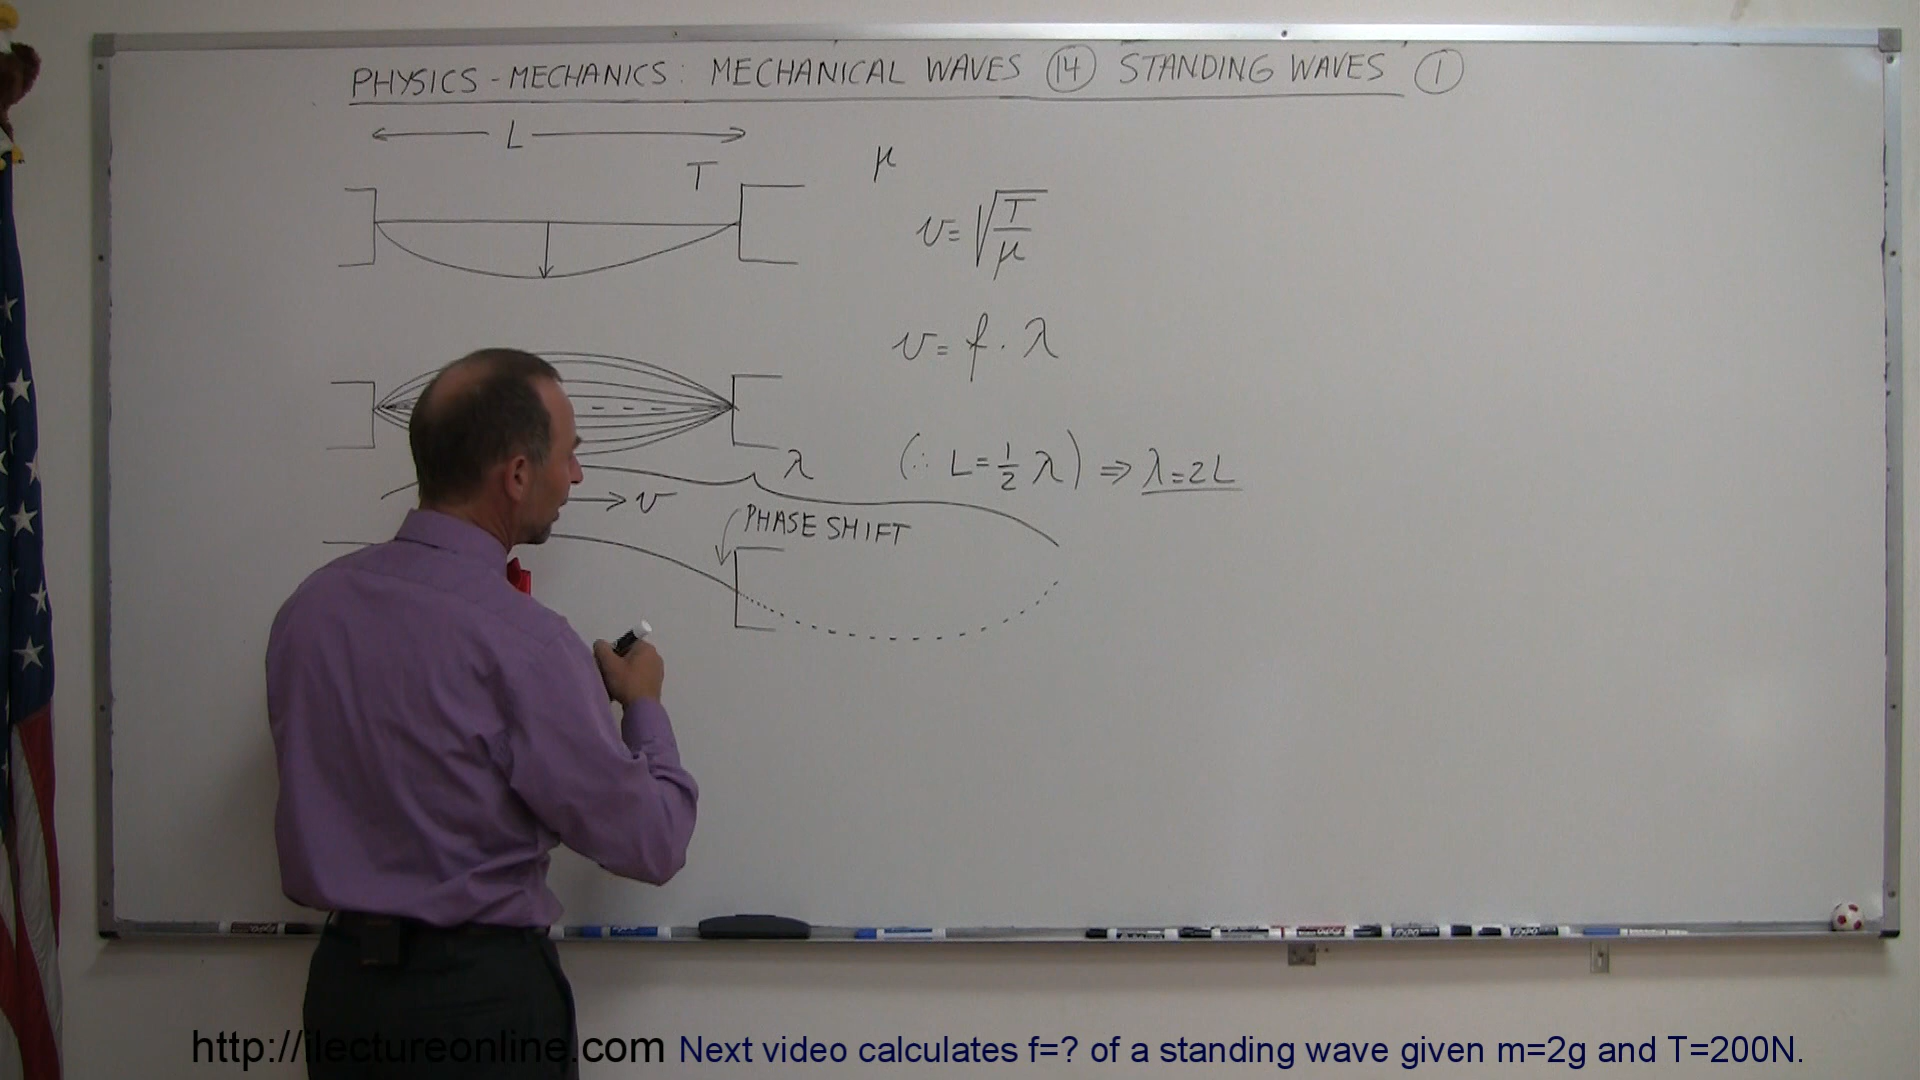 PHYSICS - MECHANICS: MECHANICAL WAVES 14 STANDING WAVES 1
L
T
μ
v = √(T/μ)
v = f · λ
λ
(∴ L = 1/2 λ) ⇒ λ = 2L
v
PHASE SHIFT
http://ilectureonline.com Next video calculates f=? of a standing wave given m=2g and T=200N.